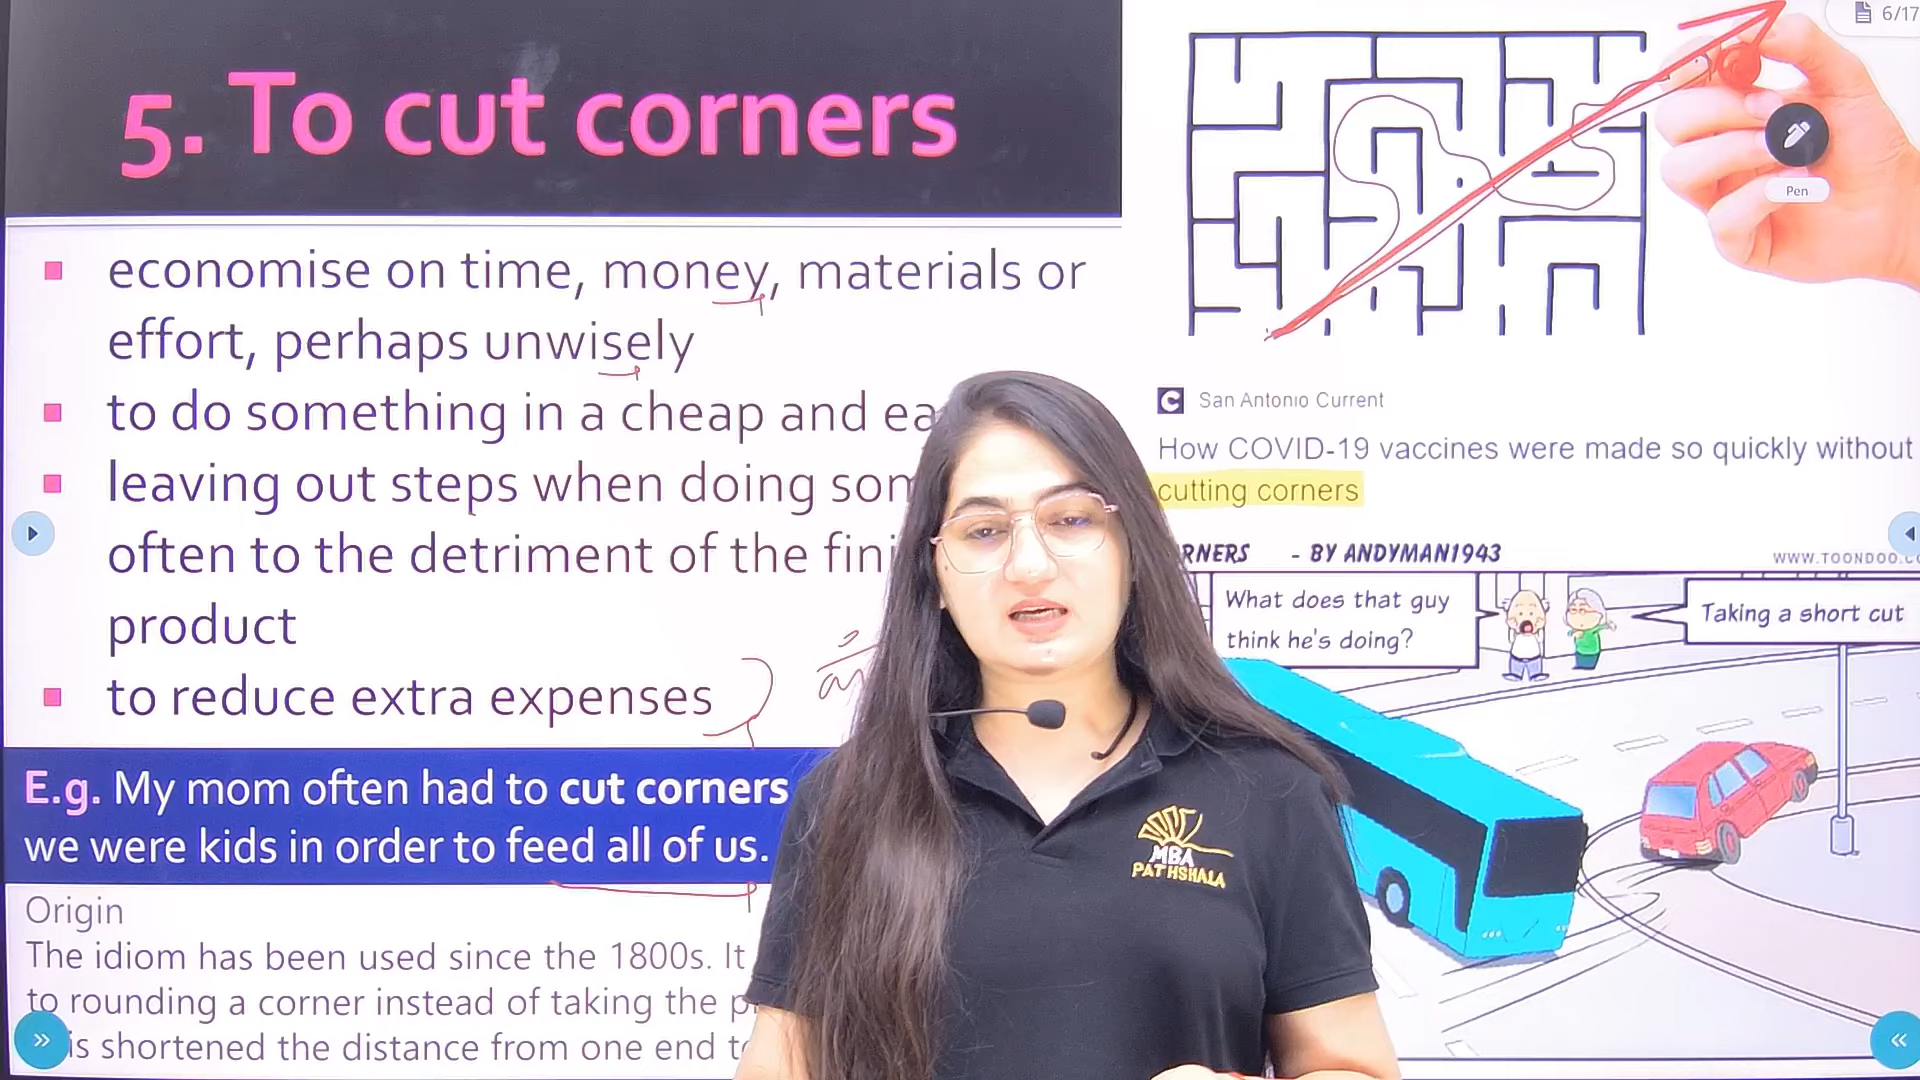 5. To cut corners
economise on time, money, materials or
effort, perhaps unwisely
to do something in a cheap and
leaving out steps when doing
often to the detriment of the
product
to reduce extra expenses
E.g. My mom often had to cut corners
we were kids in order to feed all of us.
Origin
The idiom has been used since the 1800s. It
to rounding a corner instead of taking the
is shortened the distance from one end
6/17
Pen
San Antonio Current
How COVID-19 vaccines were made so quickly without
cutting corners
- BY ANDYMAN1943
WWW.TOONDOO.C
What does that guy
think he's doing?
Taking a short cut
MBA
PATHSHALA